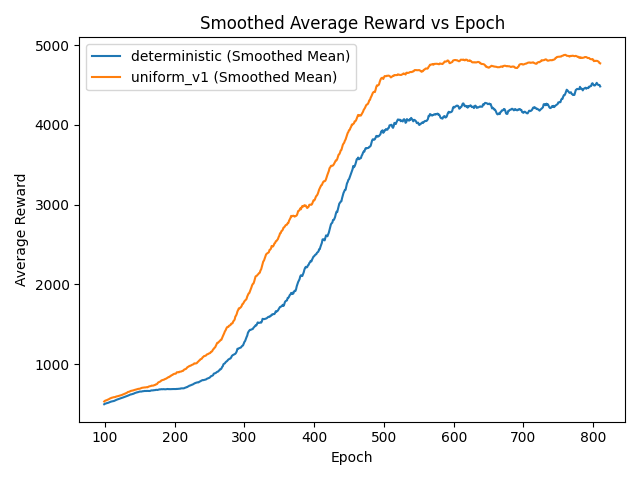 Smoothed Average Reward vs Epoch
deterministic (Smoothed Mean)
uniform_v1 (Smoothed Mean)
Average Reward
5000
4000
3000
2000
1000
100 200 300 400 500 600 700 800
Epoch